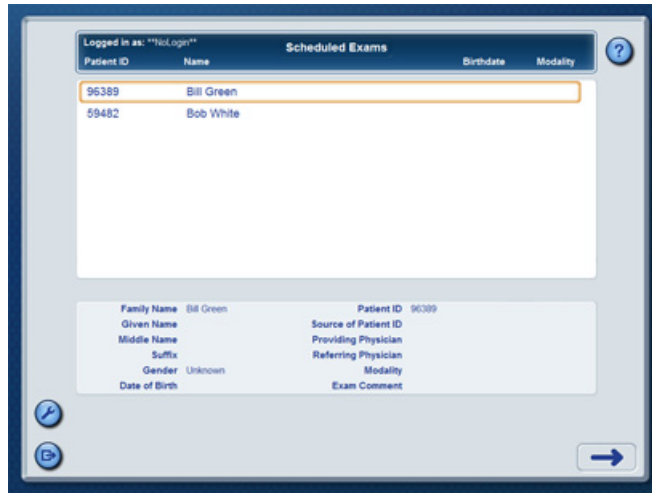 Logged in as: **NoLogin**
Scheduled Exams
Patient ID Name Birthdate Modality
?
96389 Bill Green
59482 Bob White
Family Name Bill Green Patient ID 96389
Given Name Source of Patient ID
Middle Name Providing Physician
Suffix Referring Physician
Gender Unknown Modality
Date of Birth Exam Comment